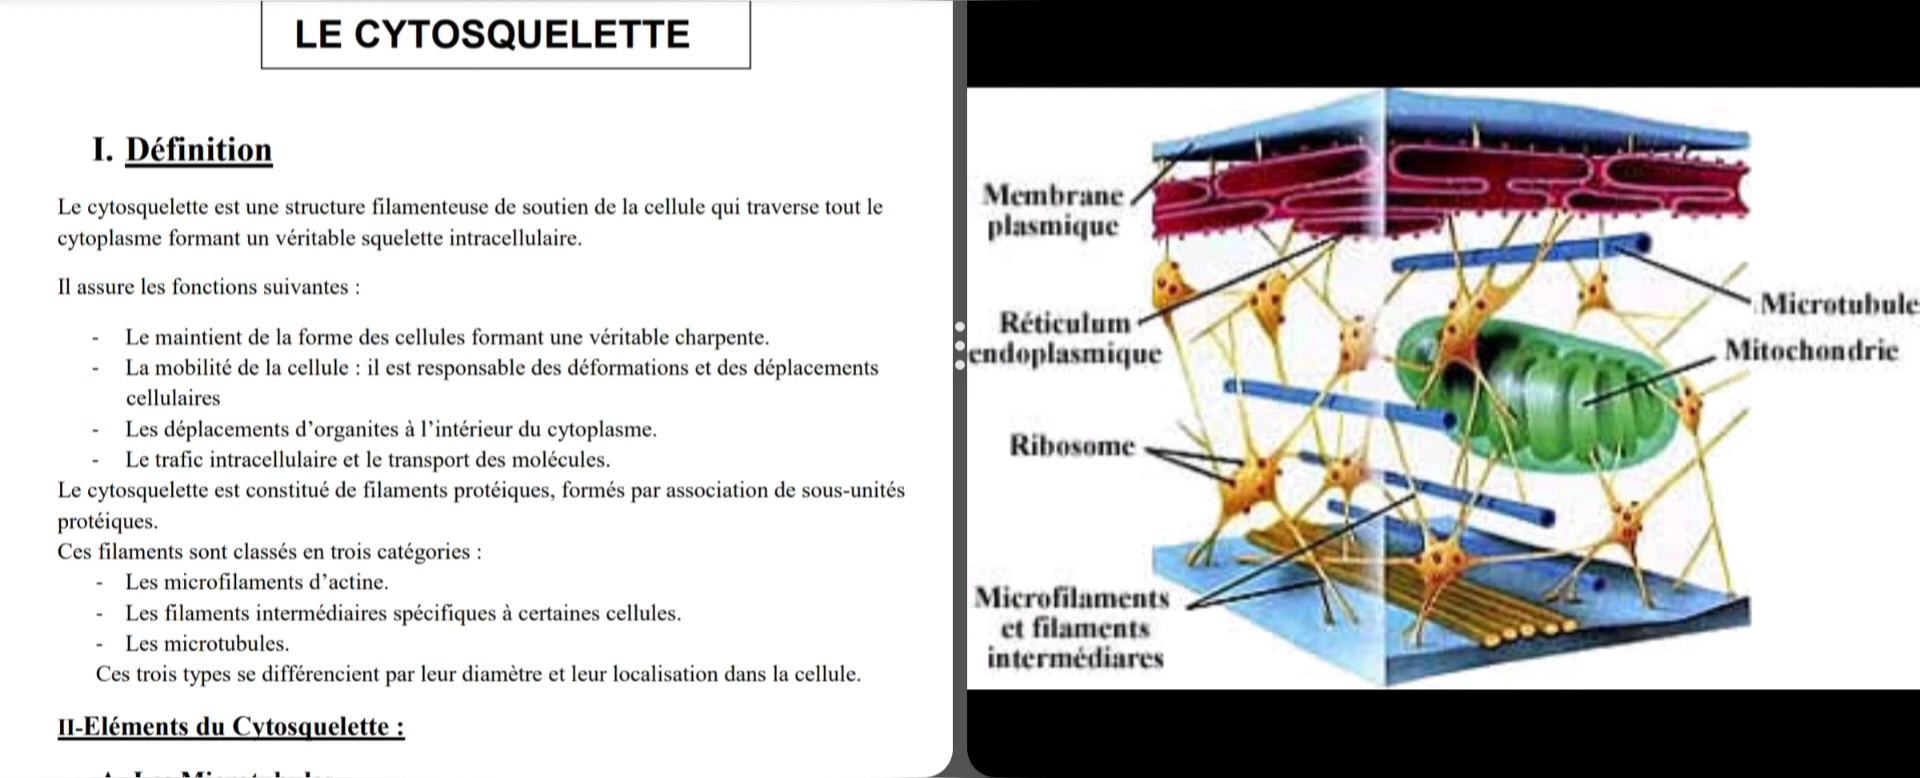 LE CYTOSQUELETTE
I. Définition
Le cytosquelette est une structure filamenteuse de soutien de la cellule qui traverse tout le
cytoplasme formant un véritable squelette intracellulaire.
Il assure les fonctions suivantes :
- Le maintient de la forme des cellules formant une véritable charpente.
- La mobilité de la cellule : il est responsable des déformations et des déplacements
cellulaires
- Les déplacements d’organites à l’intérieur du cytoplasme.
- Le trafic intracellulaire et le transport des molécules.
Le cytosquelette est constitué de filaments protéiques, formés par association de sous-unités
protéiques.
Ces filaments sont classés en trois catégories :
- Les microfilaments d’actine.
- Les filaments intermédiaires spécifiques à certaines cellules.
- Les microtubules.
Ces trois types se différencient par leur diamètre et leur localisation dans la cellule.
II-Eléments du Cytosquelette :
Membrane
plasmique
Réticulum
endoplasmique
Ribosome
Microfilaments
et filaments
intermédiares
Microtubule
Mitochondrie